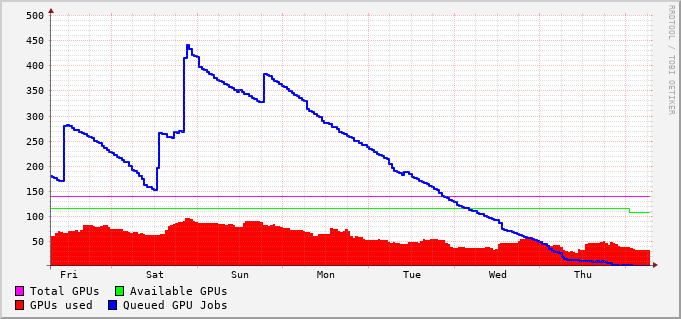 500
450
400
350
300
250
200
150
100
50
Fri Sat Sun Mon Tue Wed Thu
Total GPUs Available GPUs
GPUs used Queued GPU Jobs
RRDTOOL / TOBI OETIKER